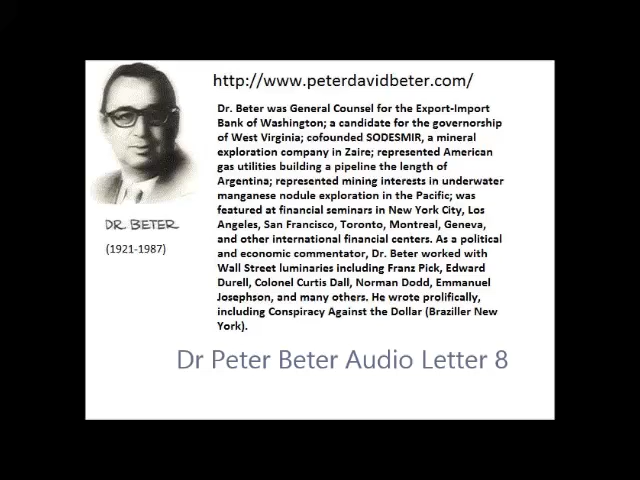 http://www.peterdavidbeter.com/
Dr. Beter was General Counsel for the Export-Import
Bank of Washington; a candidate for the governorship
of West Virginia; cofounded SODESMIR, a mineral
exploration company in Zaire; represented American
gas utilities building a pipeline the length of
Argentina; represented mining interests in underwater
manganese nodule exploration in the Pacific; was
featured at financial seminars in New York City, Los
Angeles, San Francisco, Toronto, Montreal, Geneva,
and other international financial centers. As a political
and economic commentator, Dr. Beter worked with
Wall Street luminaries including Franz Pick, Edward
Durell, Colonel Curtis Dall, Norman Dodd, Emmanuel
Josephson, and many others. He wrote prolifically,
including Conspiracy Against the Dollar (Braziller New
York).
DR. BETER
(1921-1987)
Dr Peter Beter Audio Letter 8